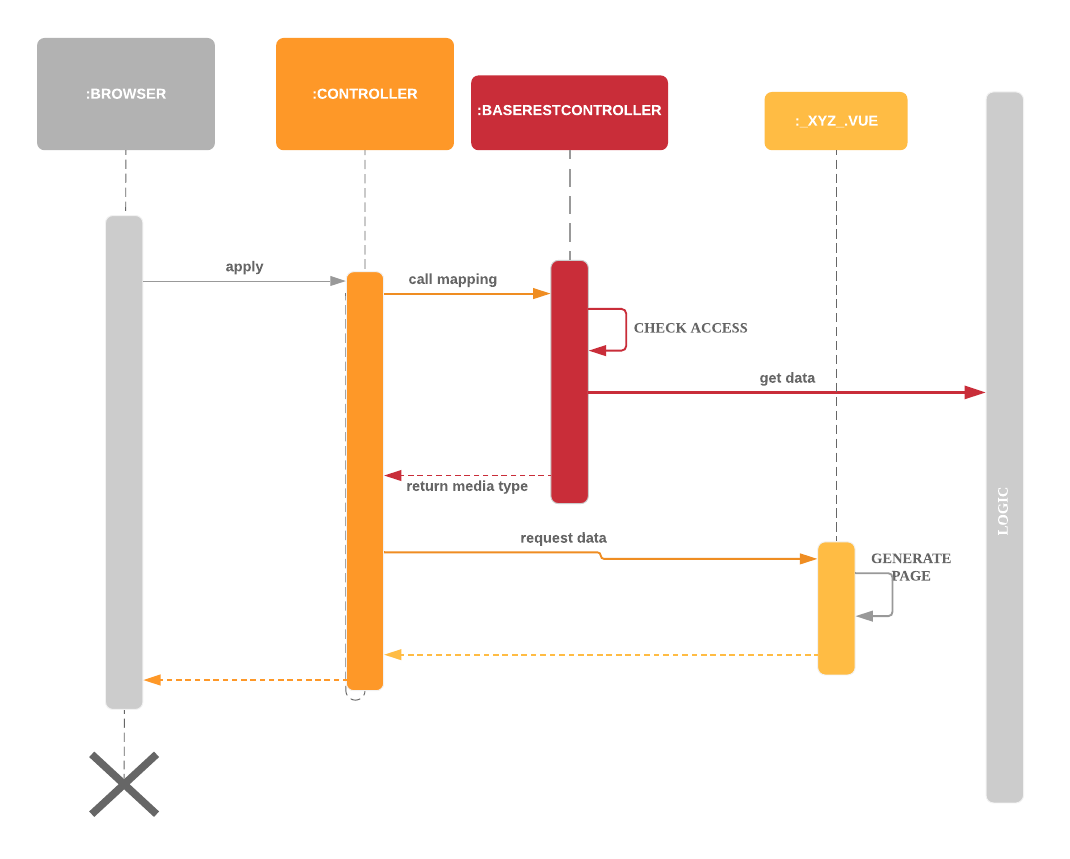 :BROWSER
:CONTROLLER
:BASERESTCONTROLLER
:_XYZ_.VUE
apply
call mapping
CHECK ACCESS
get data
return media type
LOGIC
request data
GENERATE
PAGE